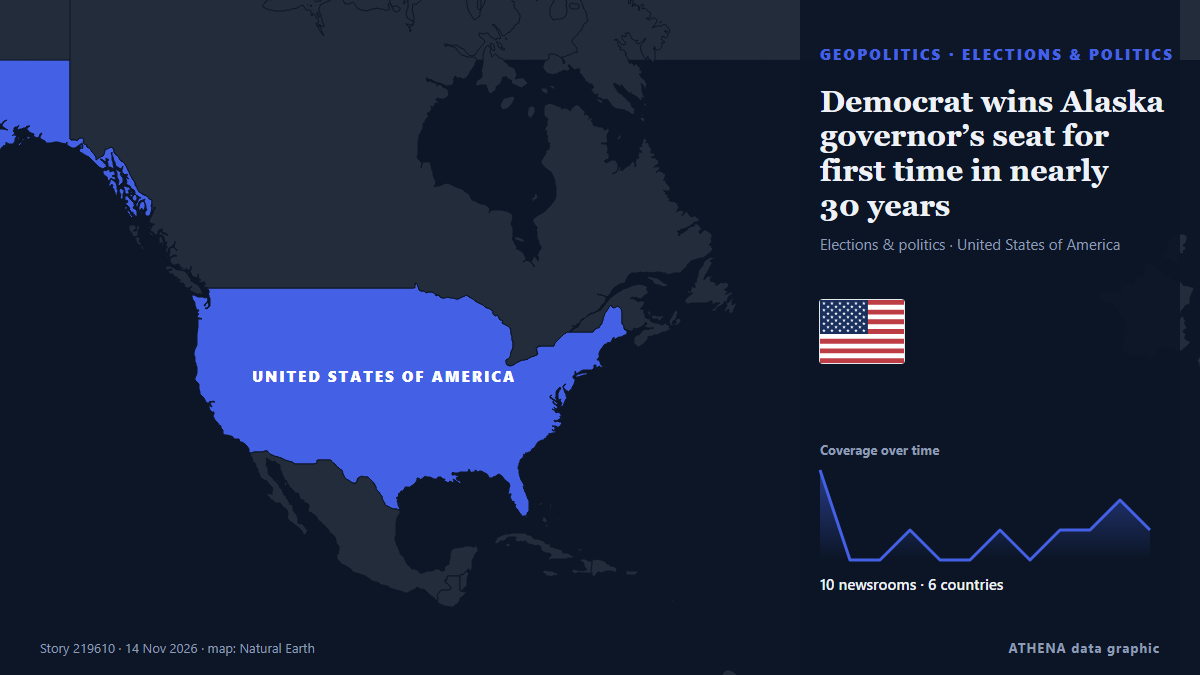 GEOPOLITICS · ELECTIONS & POLITICS
Democrat wins Alaska
governor’s seat for
first time in nearly
30 years
Elections & politics · United States of America
UNITED STATES OF AMERICA
Coverage over time
10 newsrooms · 6 countries
Story 219610 · 14 Nov 2026 · map: Natural Earth
ATHENA data graphic